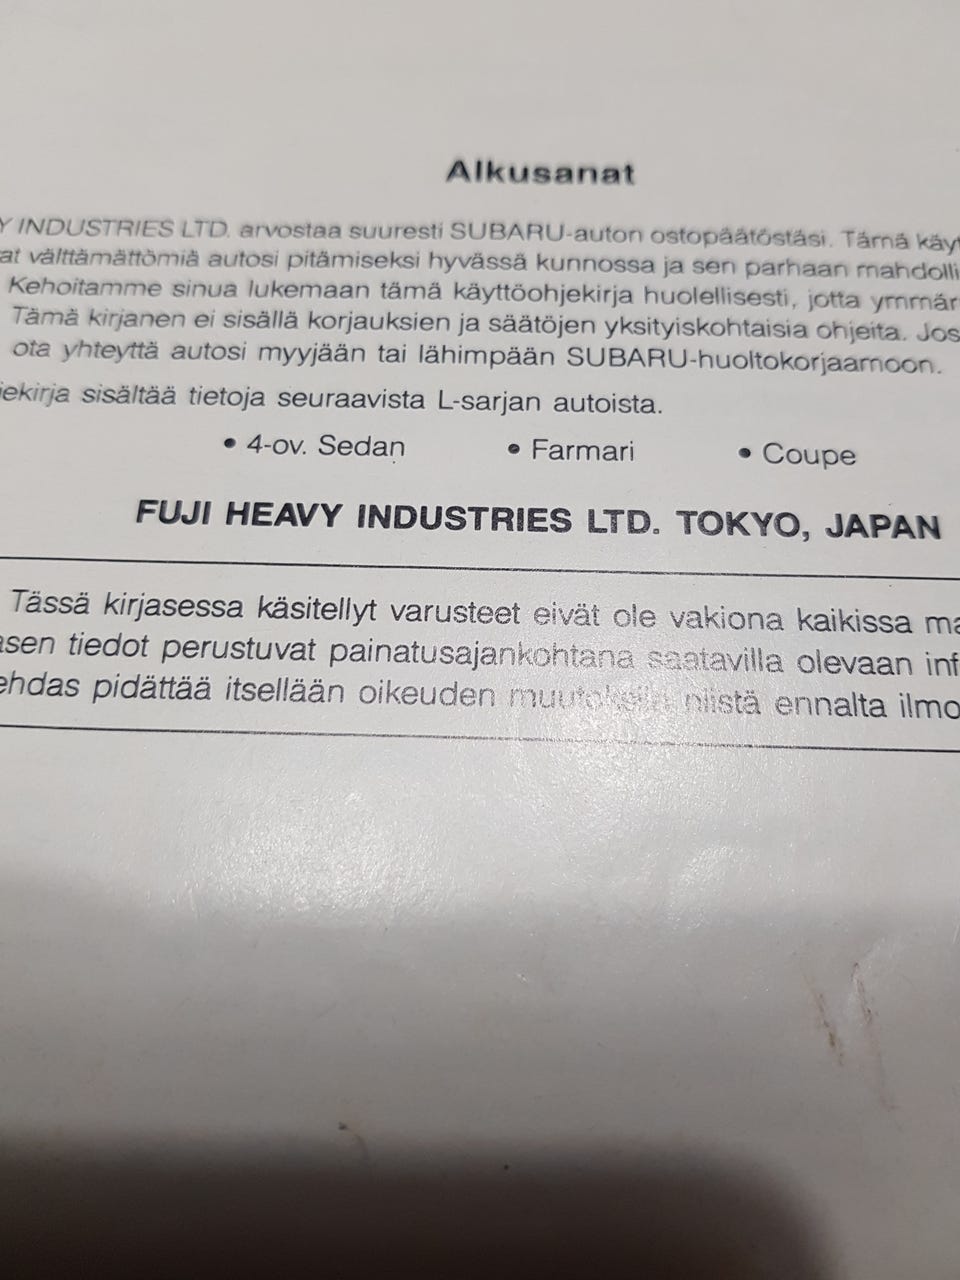 Alkusanat
Y INDUSTRIES LTD. arvostaa suuresti SUBARU-auton ostopäätöstäsi. Tämä käyt
at välttämättömiä autosi pitämiseksi hyvässä kunnossa ja sen parhaan mahdolli
Kehoitamme sinua lukemaan tämä käyttöohjekirja huolellisesti, jotta ymmär
Tämä kirjanen ei sisällä korjauksien ja säätöjen yksityiskohtaisia ohjeita. Jos
ota yhteyttä autosi myyjään tai lähimpään SUBARU-huoltokorjaamoon.
jekirja sisältää tietoja seuraavista L-sarjan autoista.
• 4-ov. Sedan • Farmari • Coupe
FUJI HEAVY INDUSTRIES LTD. TOKYO, JAPAN
Tässä kirjasessa käsitellyt varusteet eivät ole vakiona kaikissa ma
asen tiedot perustuvat painatusajankohtana saatavilla olevaan inf
ehdas pidättää itsellään oikeuden niistä ennalta ilmo